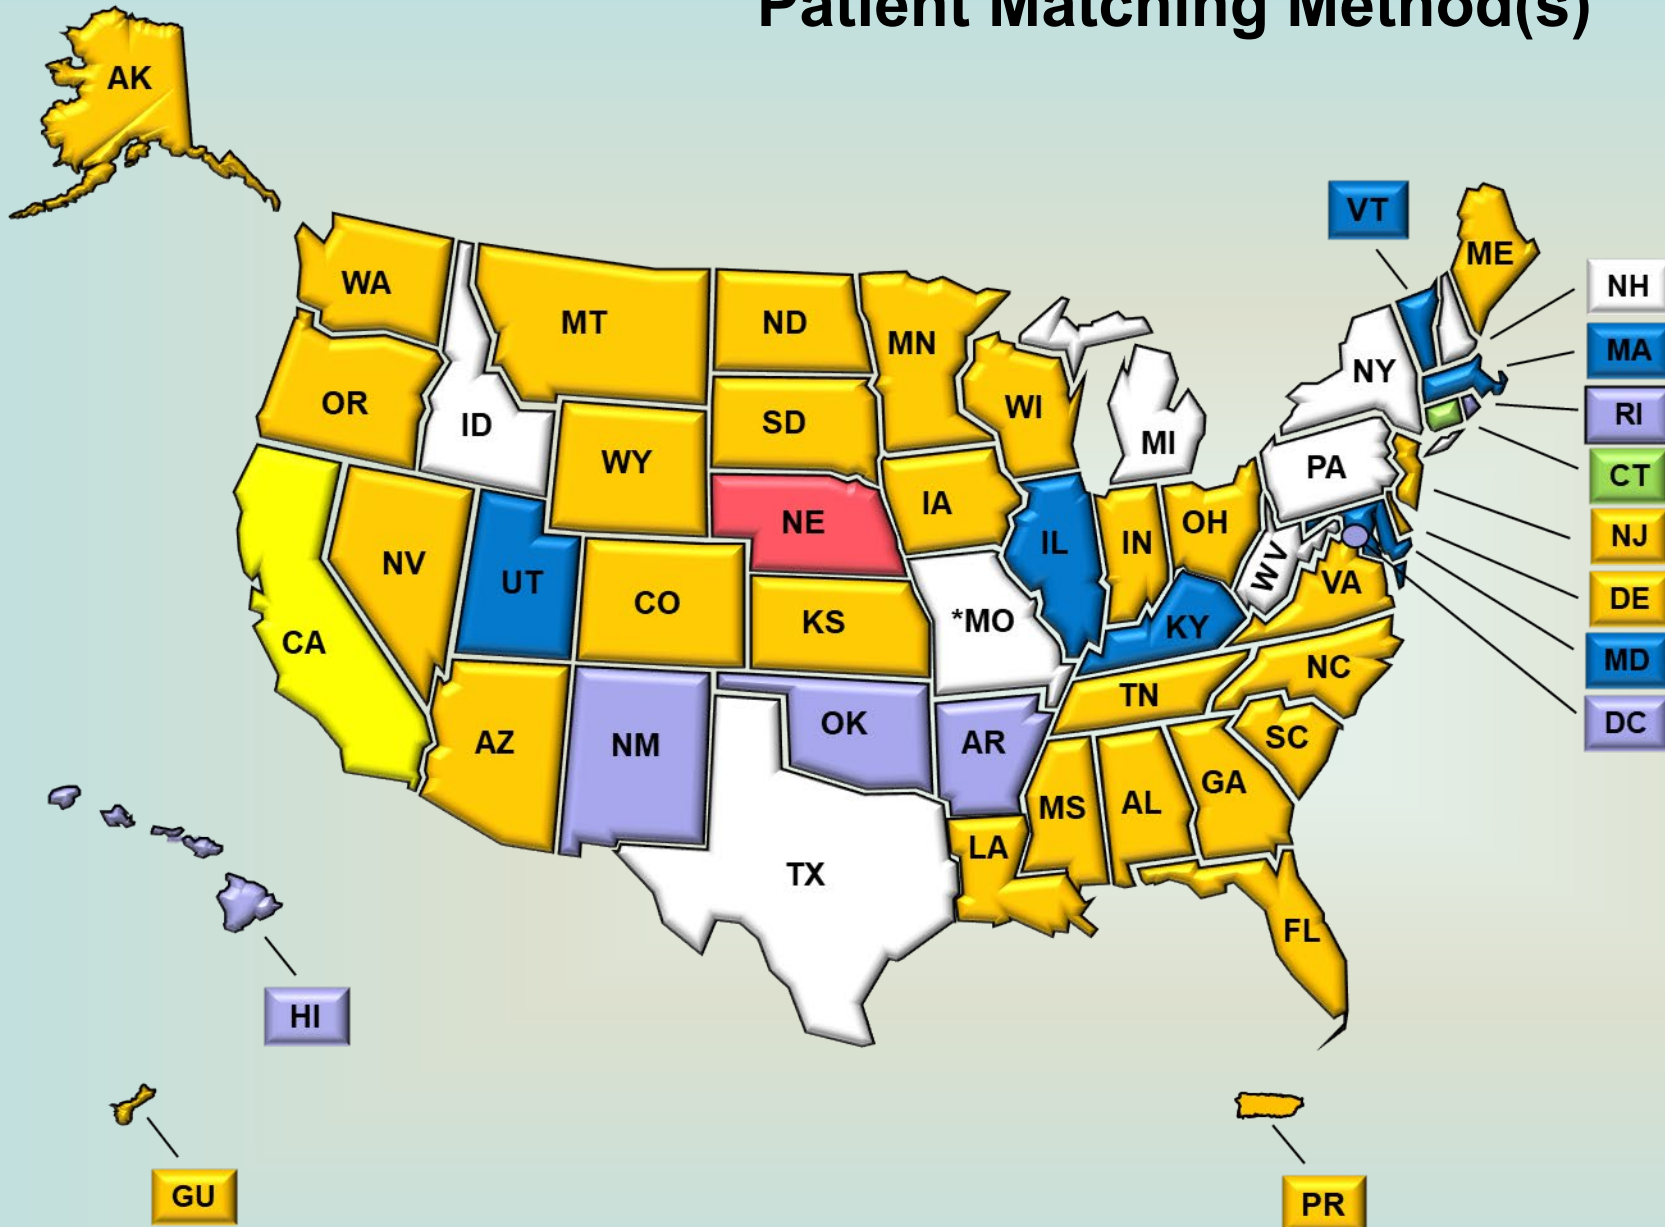 Patient Matching Method(s)
AK
VT
ME
WA
MT
ND
MN
NH
MA
OR
ID
SD
WI
NY
RI
MI
WY
PA
CT
IA
NE
OH
NJ
NV
UT
IL
IN
WV
VA
DE
CO
KS
*MO
KY
CA
MD
NC
TN
DC
AZ
NM
OK
AR
SC
MS
AL
GA
LA
TX
FL
HI
GU
PR